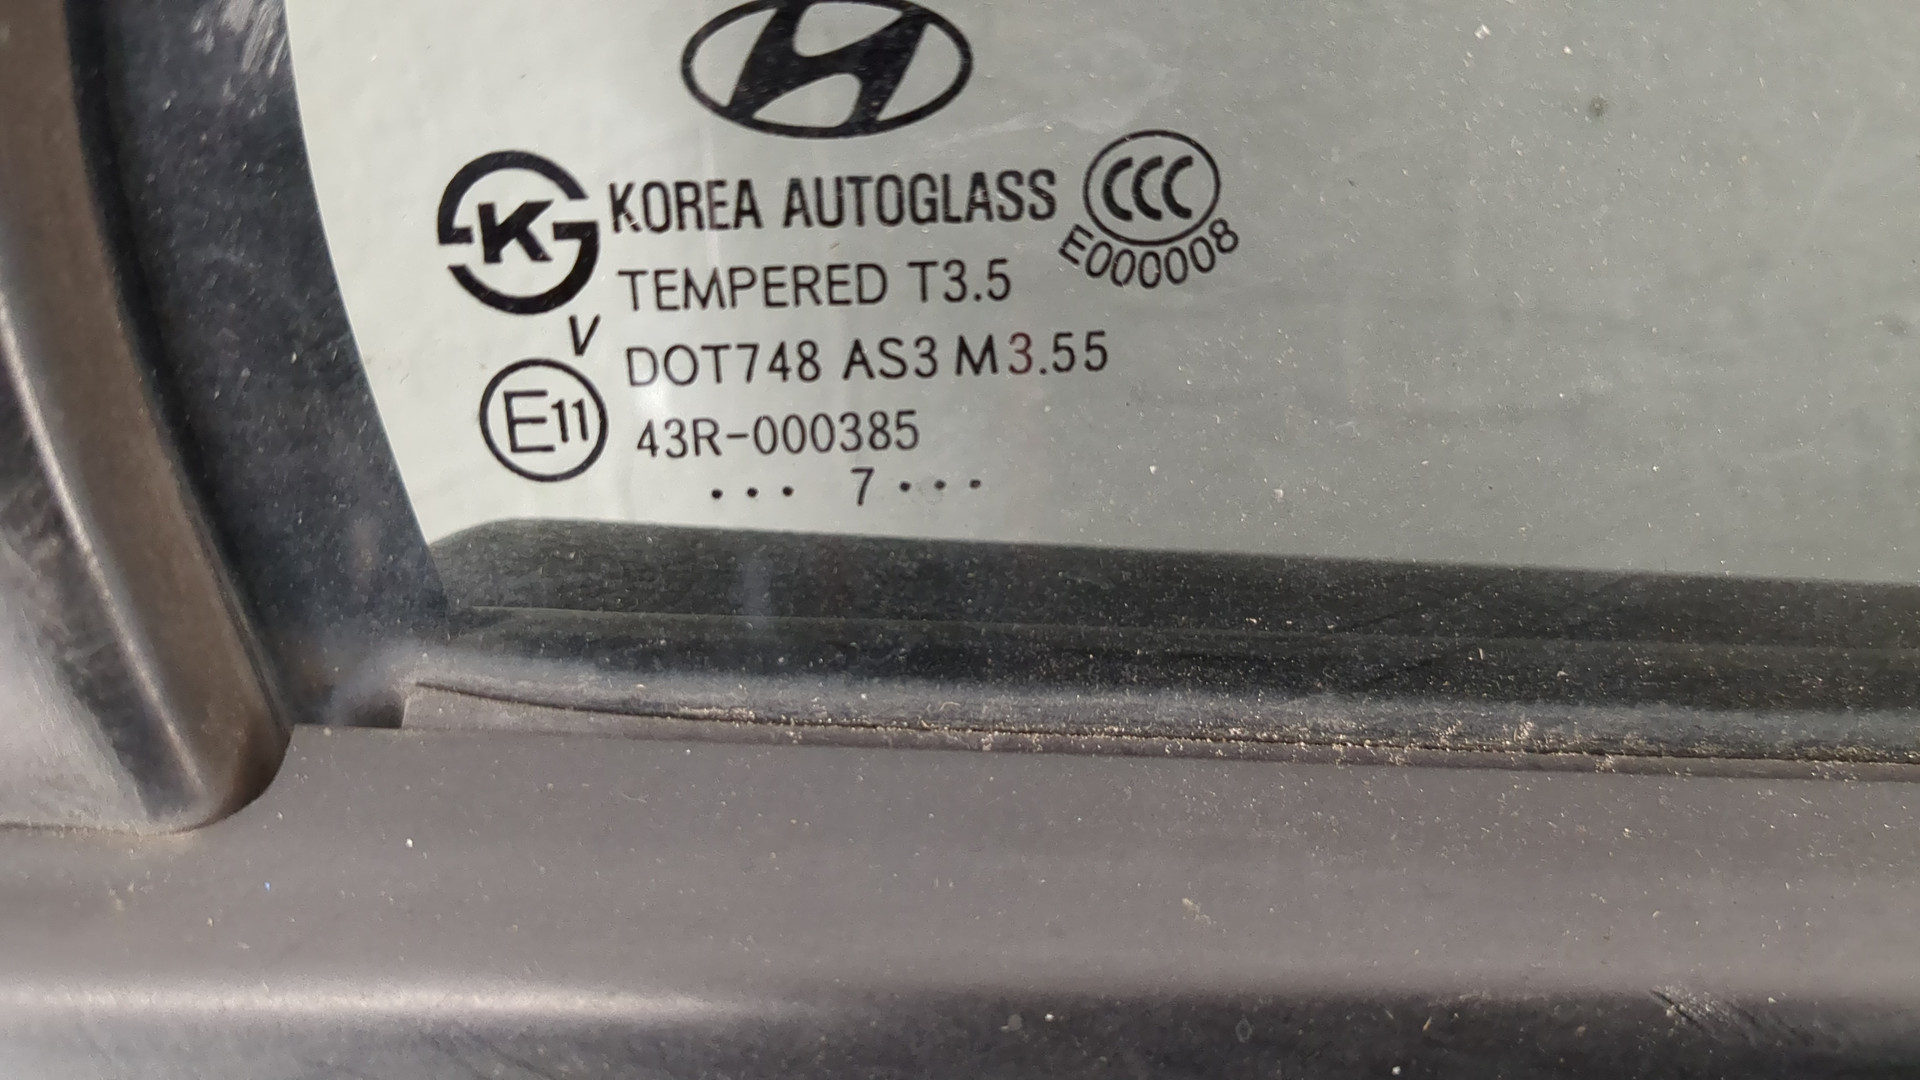 KOREA AUTOGLASS
CCC
E000008
K
TEMPERED T3.5
V
DOT748 AS3 M3.55
E11
43R-000385
... 7...